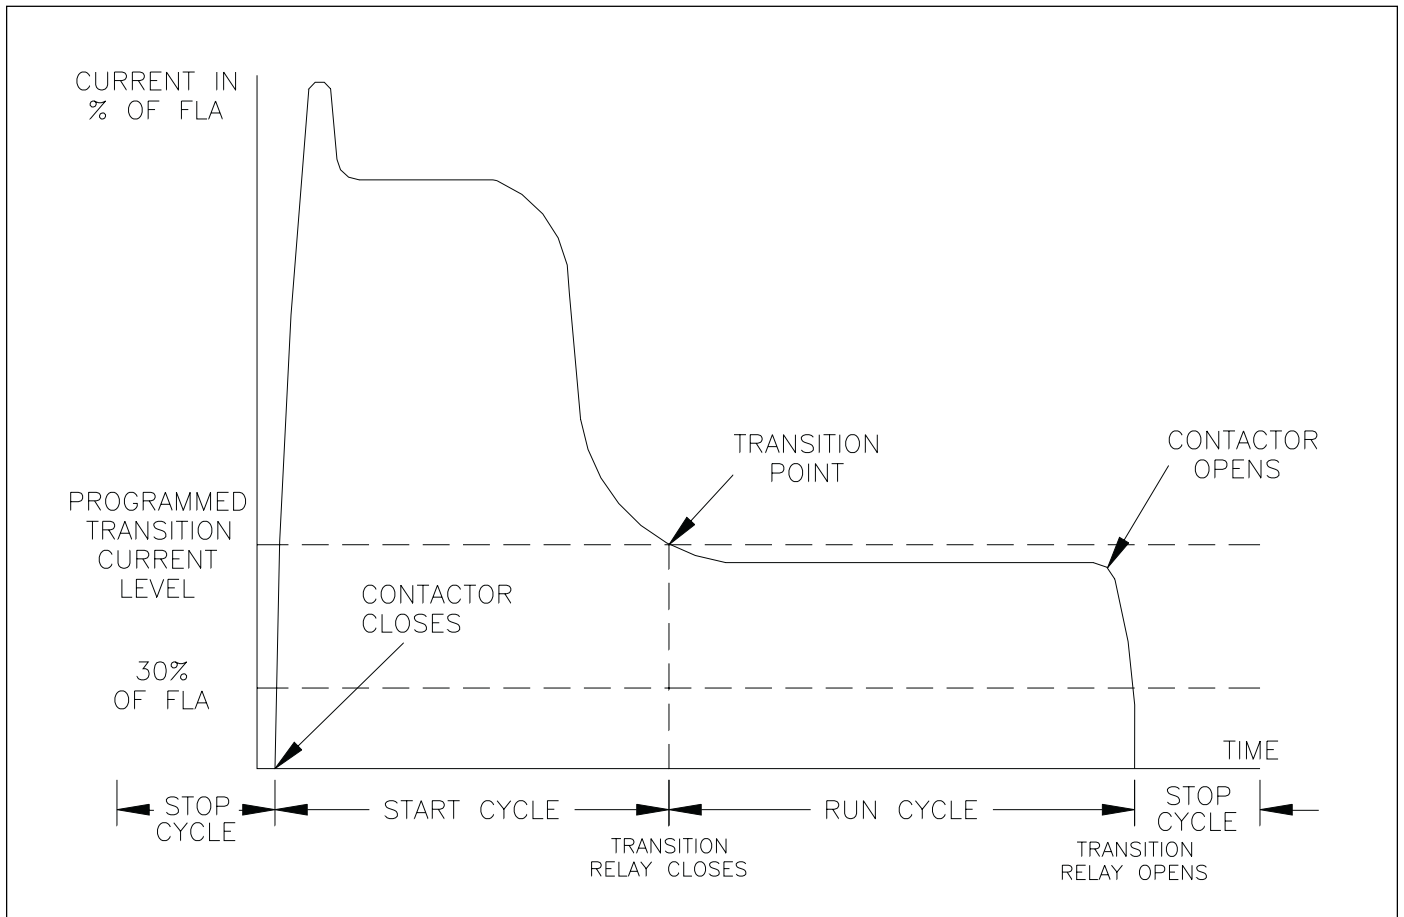 CURRENT IN
% OF FLA
TRANSITION
POINT
CONTACTOR
OPENS
PROGRAMMED
TRANSITION
CURRENT
LEVEL
CONTACTOR
CLOSES
30%
OF FLA
TIME
STOP
CYCLE
START CYCLE
RUN CYCLE
STOP
CYCLE
TRANSITION
RELAY CLOSES
TRANSITION
RELAY OPENS